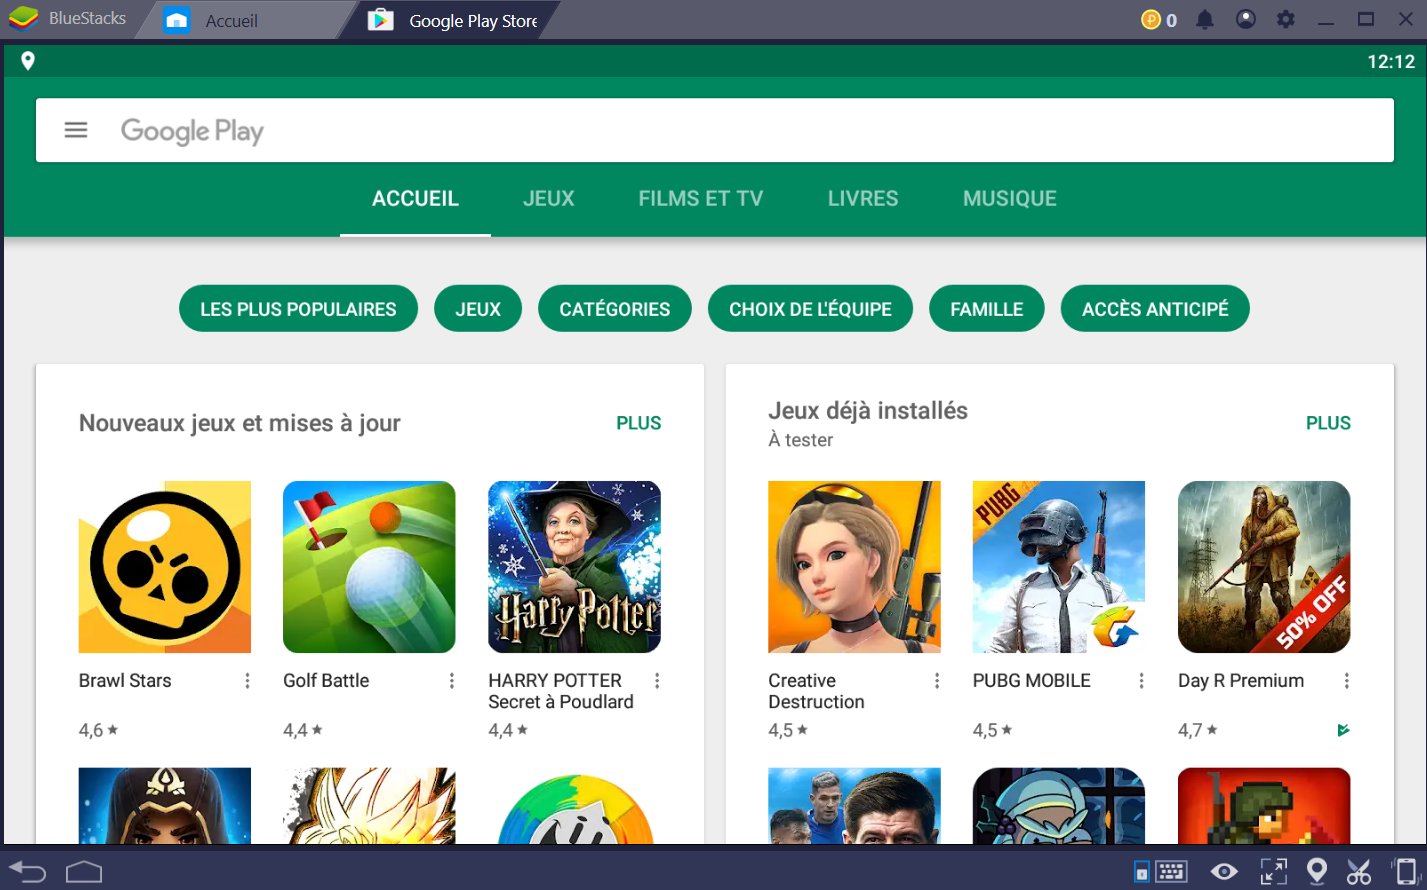 BlueStacks
Accueil
Google Play Store
0
12:12
Google Play
ACCUEIL
JEUX
FILMS ET TV
LIVRES
MUSIQUE
LES PLUS POPULAIRES
JEUX
CATÉGORIES
CHOIX DE L'ÉQUIPE
FAMILLE
ACCÈS ANTICIPÉ
Nouveaux jeux et mises à jour
PLUS
Harry Potter
Brawl Stars
4,6
Golf Battle
4,4
HARRY POTTER
Secret à Poudlard
4,4
Jeux déjà installés
À tester
PLUS
PUBG
50% OFF
Creative
Destruction
4,5
PUBG MOBILE
4,5
Day R Premium
4,7